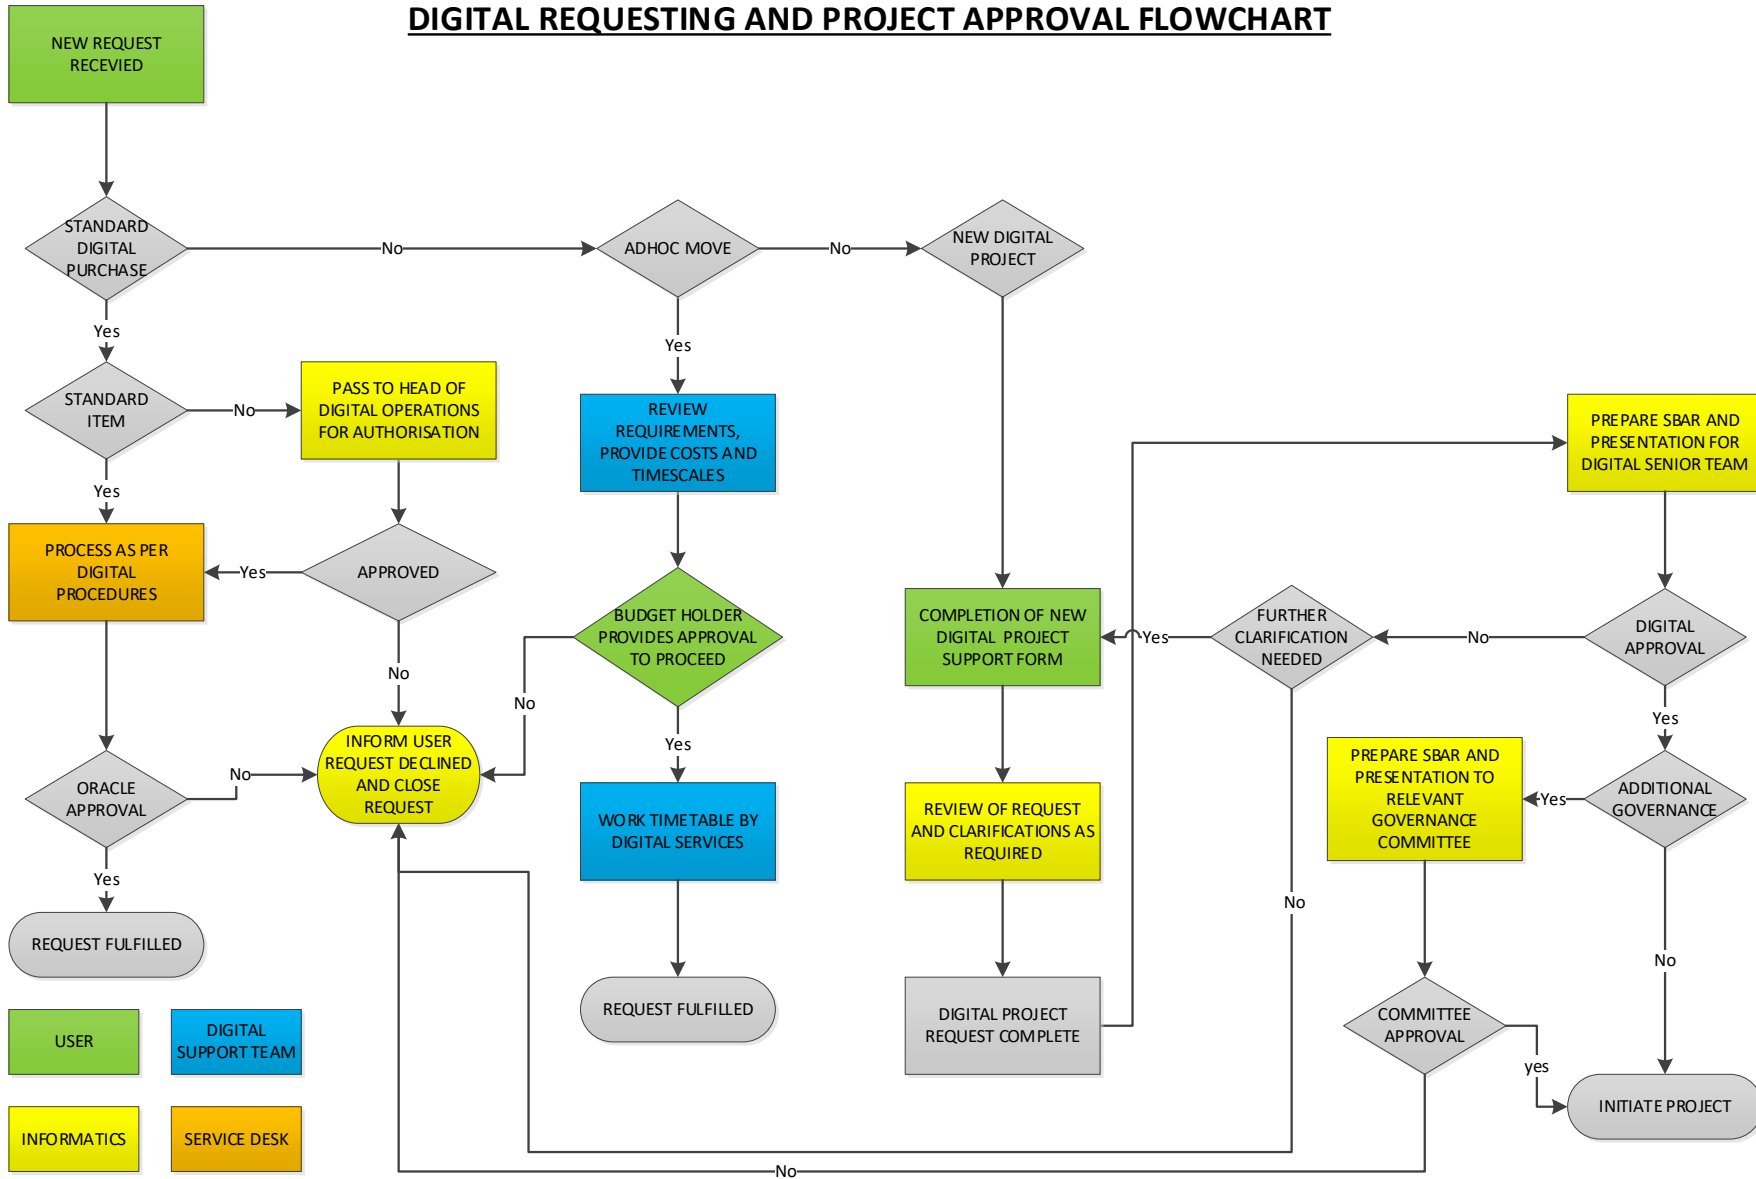 DIGITAL REQUESTING AND PROJECT APPROVAL FLOWCHART
NEW REQUEST
RECEVIED
STANDARD
DIGITAL
PURCHASE
No
ADHOC MOVE
No
NEW DIGITAL
PROJECT
Yes
Yes
STANDARD
ITEM
No
PASS TO HEAD OF
DIGITAL OPERATIONS
FOR AUTHORISATION
REVIEW
REQUIREMENTS,
PROVIDE COSTS AND
TIMESCALES
PREPARE SBAR AND
PRESENTATION FOR
DIGITAL SENIOR TEAM
Yes
PROCESS AS PER
DIGITAL
PROCEDURES
Yes
APPROVED
BUDGET HOLDER
PROVIDES APPROVAL
TO PROCEED
COMPLETION OF NEW
DIGITAL PROJECT
SUPPORT FORM
Yes
FURTHER
CLARIFICATION
NEEDED
No
DIGITAL
APPROVAL
No
No
Yes
Yes
INFORM USER
REQUEST DECLINED
AND CLOSE
REQUEST
No
ORACLE
APPROVAL
WORK TIMETABLE BY
DIGITAL SERVICES
REVIEW OF REQUEST
AND CLARIFICATIONS AS
REQUIRED
PREPARE SBAR AND
PRESENTATION TO
RELEVANT
GOVERNANCE
COMMITTEE
Yes
ADDITIONAL
GOVERNANCE
Yes
No
REQUEST FULFILLED
No
REQUEST FULFILLED
DIGITAL PROJECT
REQUEST COMPLETE
COMMITTEE
APPROVAL
yes
INITIATE PROJECT
USER
DIGITAL
SUPPORT TEAM
INFORMATICS
SERVICE DESK
No